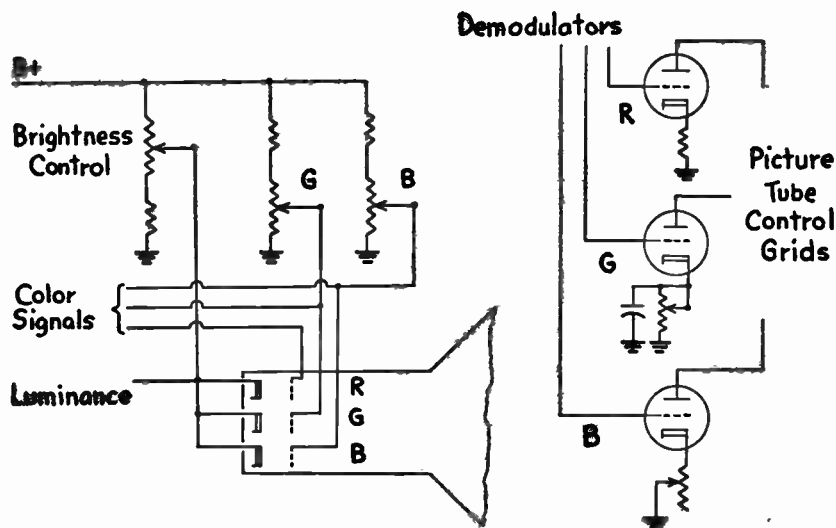 B+
Brightness
Control
G
B
Color
Signals
Luminance
R
G
B
Demodulators
R
G
B
Picture
Tube
Control
Grids